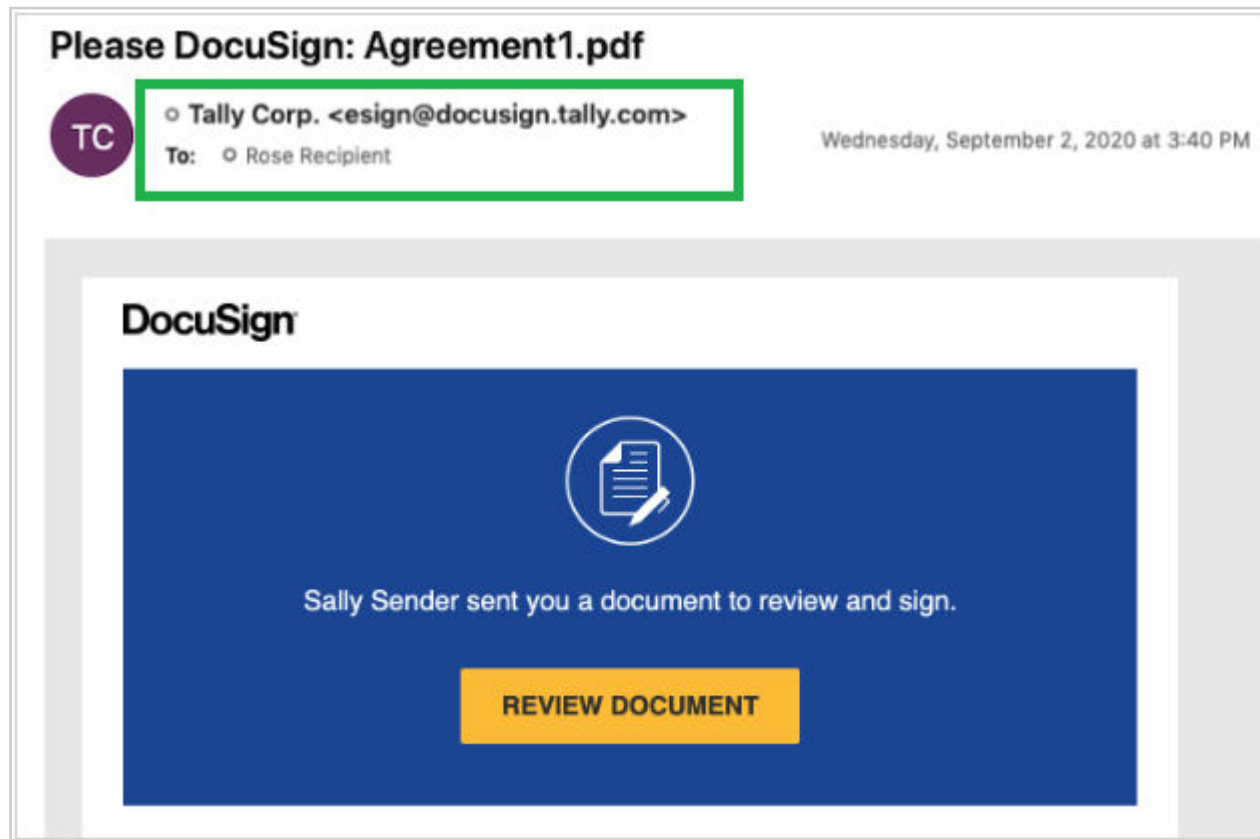 Please DocuSign: Agreement1.pdf
TC
Tally Corp. <esign@docusign.tally.com>
Wednesday, September 2, 2020 at 3:40 PM
To: Rose Recipient
DocuSign
Sally Sender sent you a document to review and sign.
REVIEW DOCUMENT